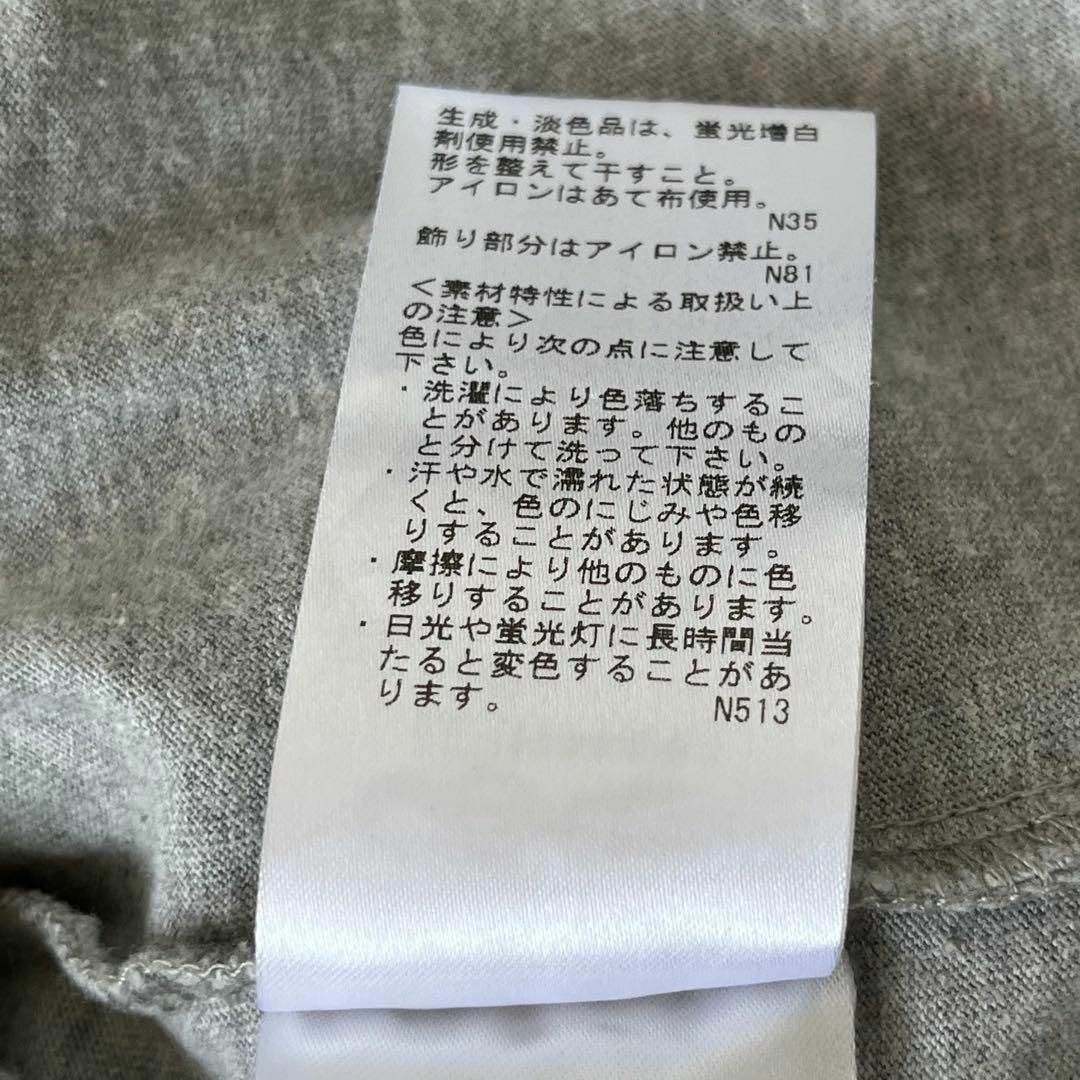 生成・淡色品は、蛍光増白
剤使用禁止。
形を整えて干すこと。
アイロンはあて布使用。
N35
飾り部分はアイロン禁止。
N81
＜素材特性による取扱い上
の注意＞
色により次の点に注意して
下さい。
・洗濯により色落ちするこ
とがあります。他のもの
と分けて洗って下さい。
・汗や水で濡れた状態が続
くと、色のにじみや色移
りすることがあります。
・摩擦により他のものに色
移りすることがあります。
・日光や蛍光灯に長時間当
たると変色することがあ
ります。
N513